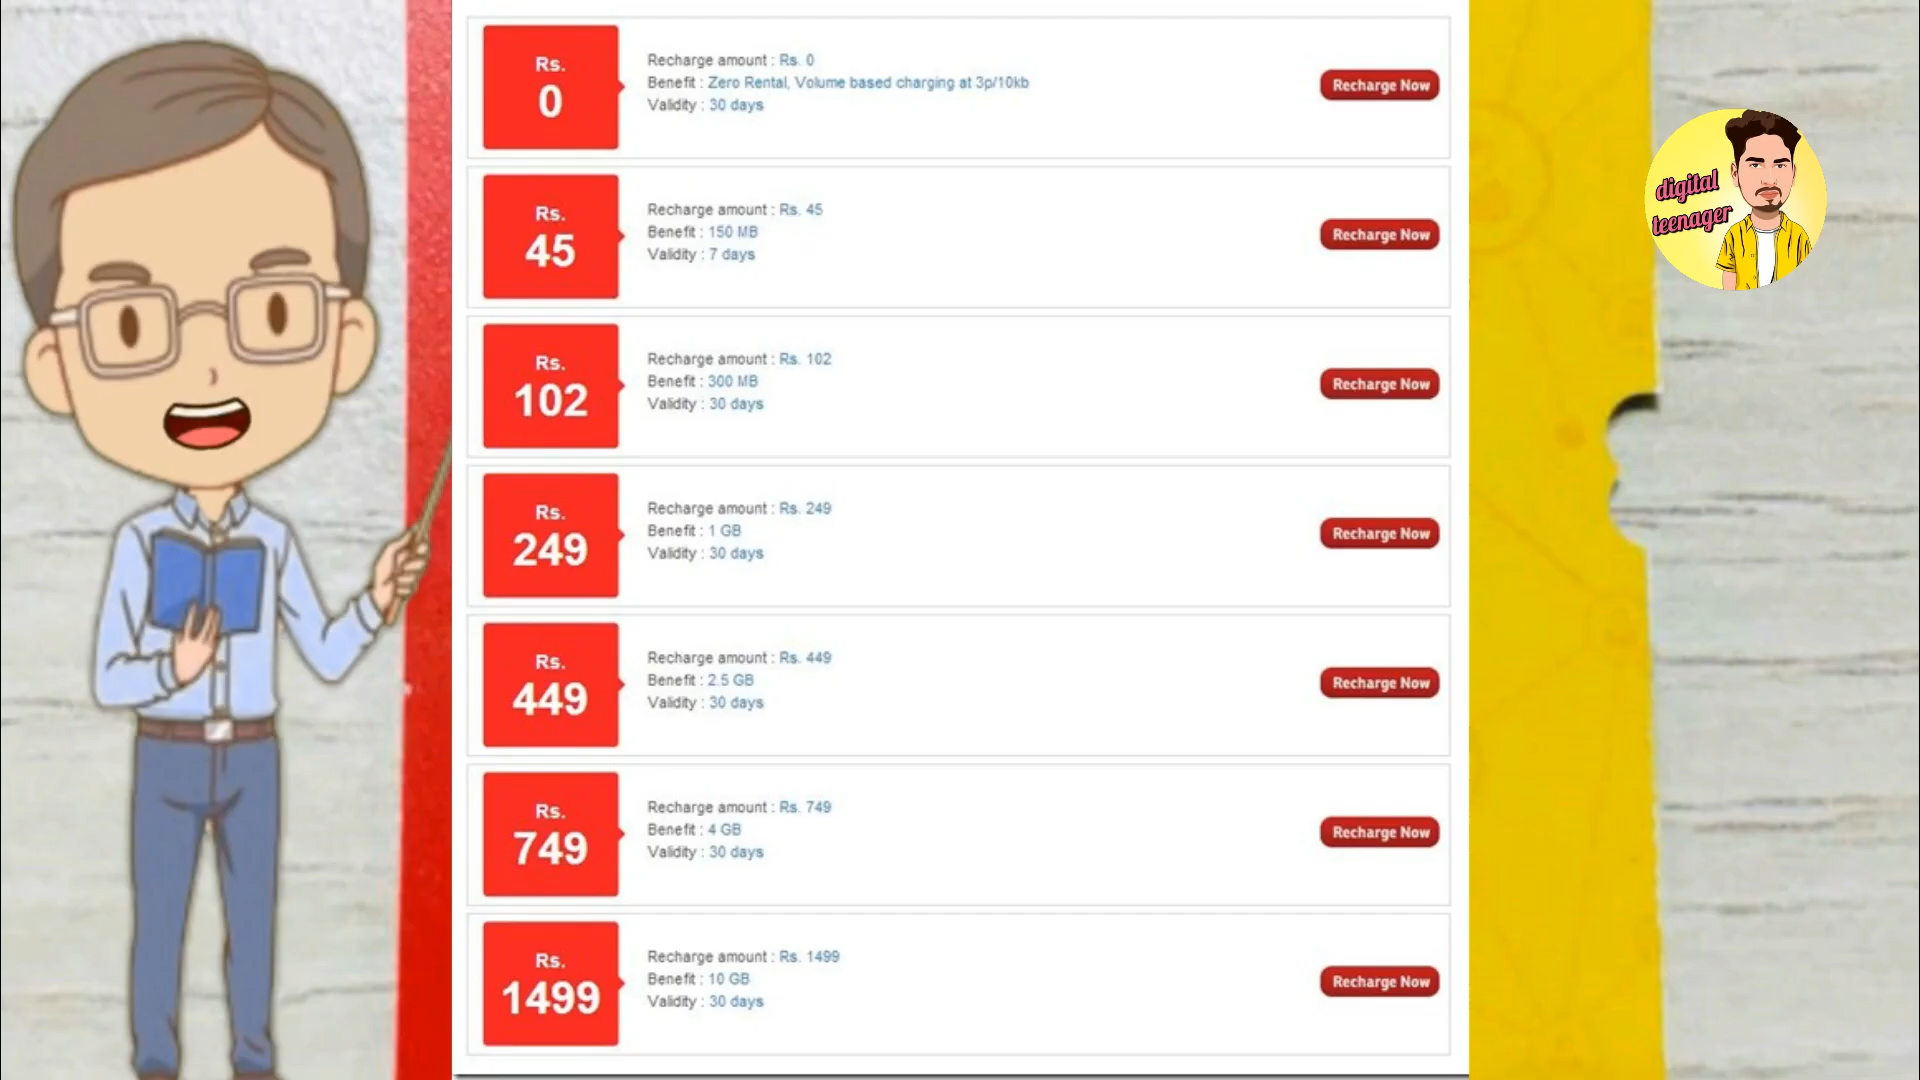 Rs.
0
Recharge amount : Rs. 0
Benefit : Zero Rental, Volume based charging at 3p/10kb
Validity : 30 days
Recharge Now
digital
teenager
Rs.
45
Recharge amount : Rs. 45
Benefit : 150 MB
Validity : 7 days
Recharge Now
Rs.
102
Recharge amount : Rs. 102
Benefit : 300 MB
Validity : 30 days
Recharge Now
Rs.
249
Recharge amount : Rs. 249
Benefit : 1 GB
Validity : 30 days
Recharge Now
Rs.
449
Recharge amount : Rs. 449
Benefit : 2.5 GB
Validity : 30 days
Recharge Now
Rs.
749
Recharge amount : Rs. 749
Benefit : 4 GB
Validity : 30 days
Recharge Now
Rs.
1499
Recharge amount : Rs. 1499
Benefit : 10 GB
Validity : 30 days
Recharge Now